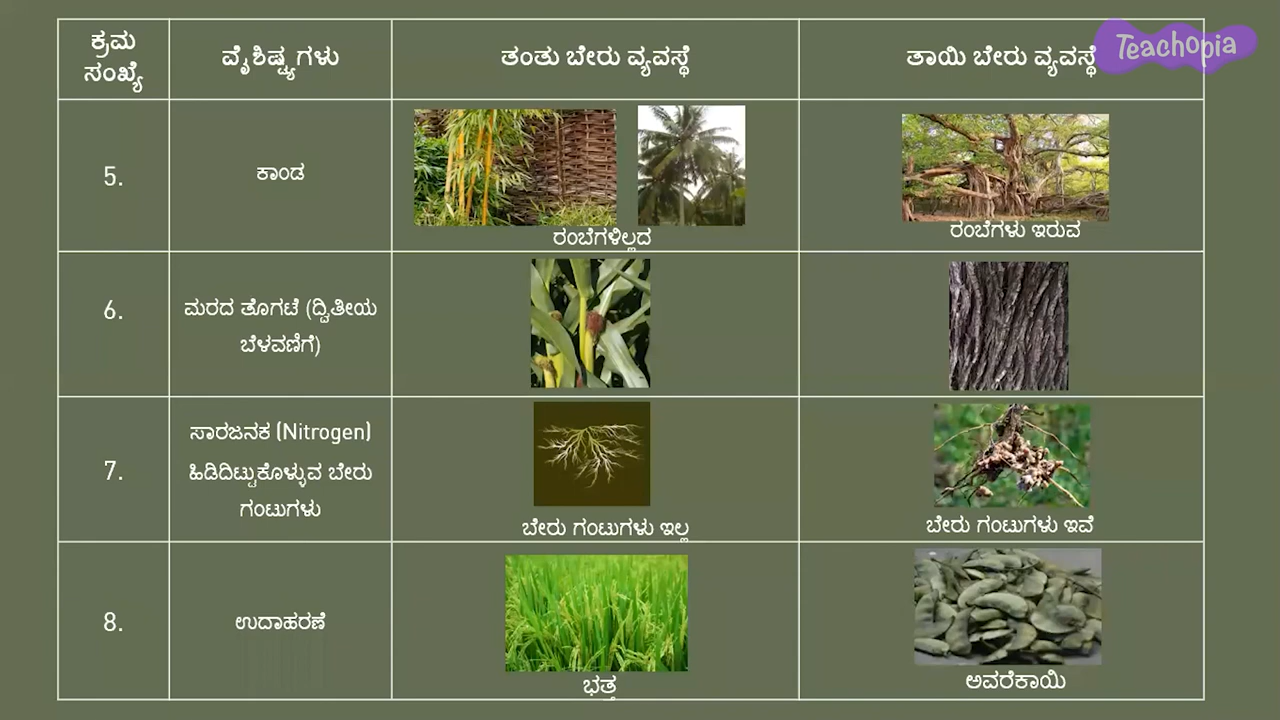 ಕ್ರಮ
ಸಂಖ್ಯೆ
ವೈಶಿಷ್ಟ್ಯಗಳು
ತಂತು ಬೇರು ವ್ಯವಸ್ಥೆ
ತಾಯಿ ಬೇರು ವ್ಯವಸ್ಥೆ
Teachopia
5.
ಕಾಂಡ
ರಂಬೆಗಳಿಲ್ಲದ
ರಂಬೆಗಳು ಇರುವ
6.
ಮರದ ತೊಗಟೆ (ದ್ವಿತೀಯ
ಬೆಳವಣಿಗೆ)
7.
ಸಾರಜನಕ (Nitrogen)
ಹಿಡಿದಿಟ್ಟುಕೊಳ್ಳುವ ಬೇರು
ಗಂಟುಗಳು
ಬೇರು ಗಂಟುಗಳು ಇಲ್ಲ
ಬೇರು ಗಂಟುಗಳು ಇವೆ
8.
ಉದಾಹರಣೆ
ಭತ್ತ
ಅವರೆಕಾಯಿ